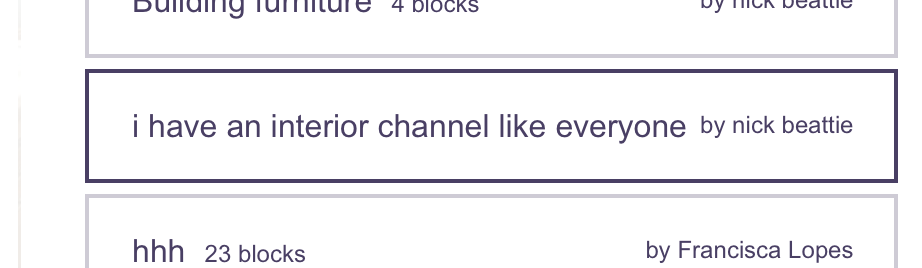 Building furniture 4 blocks by nick beattie
i have an interior channel like everyone by nick beattie
hhh 23 blocks by Francisca Lopes